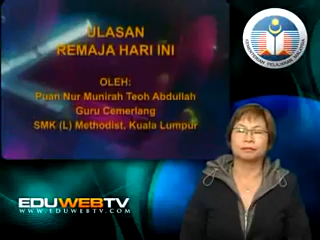 ULASAN
REMAJA HARI INI
OLEH:
Puan Nur Munirah Teoh Abdullah
Guru Cemerlang
SMK (L) Methodist, Kuala Lumpur
EDUWEBTV
WWW.EDUWEBTV.COM